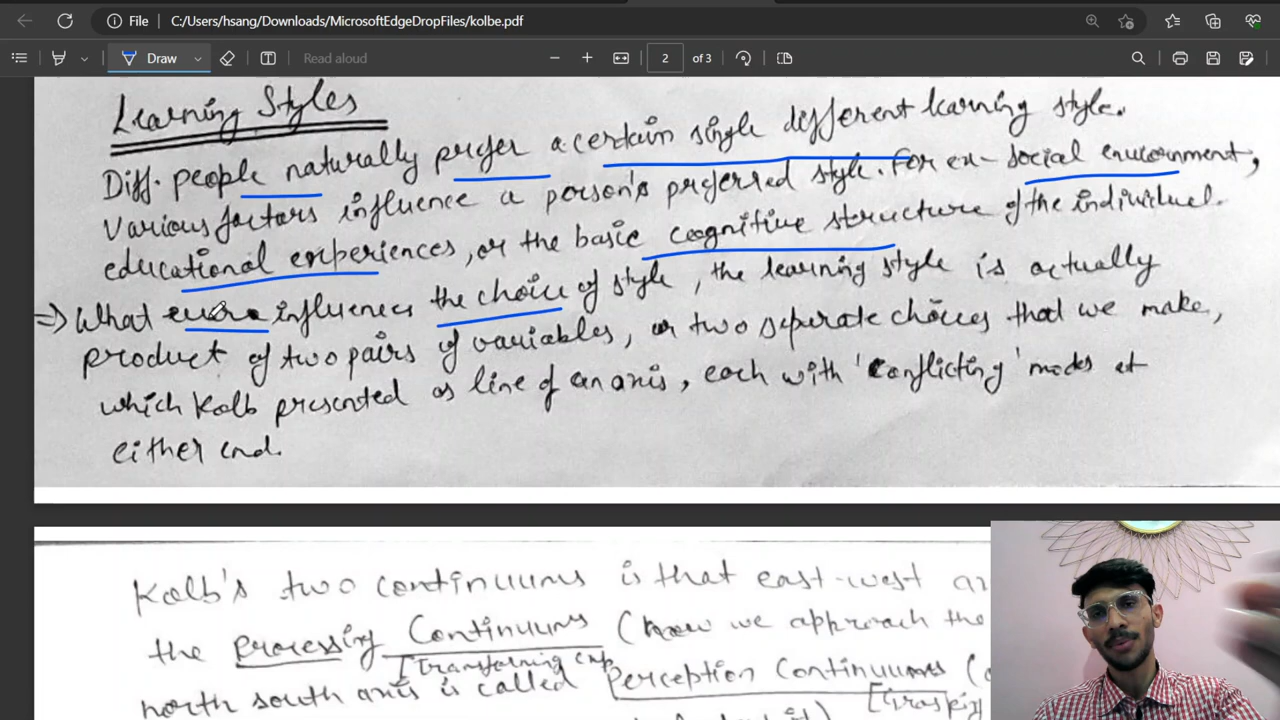 File C:/Users/hsang/Downloads/MicrosoftEdgeDropFiles/kolbe.pdf
Draw Read aloud 2 of 3
Learning Styles
Diff. people naturally prefer a certain single different learning style.
Various factors influence a person's preferred style. For ex- social environment,
educational experiences, or the basic cognitive structure of the individual.
=> What influences the choice of style, the learning style is actually
product of two pairs of variables, or two separate choices that we make,
which Kolb presented as line of an axis, each with 'Conflicting' modes at
either end.
Kolb's two continuums is that east-west
the Processing Continuums (how we approach
[Transforming exp
north south axis is called Perception Continuums (